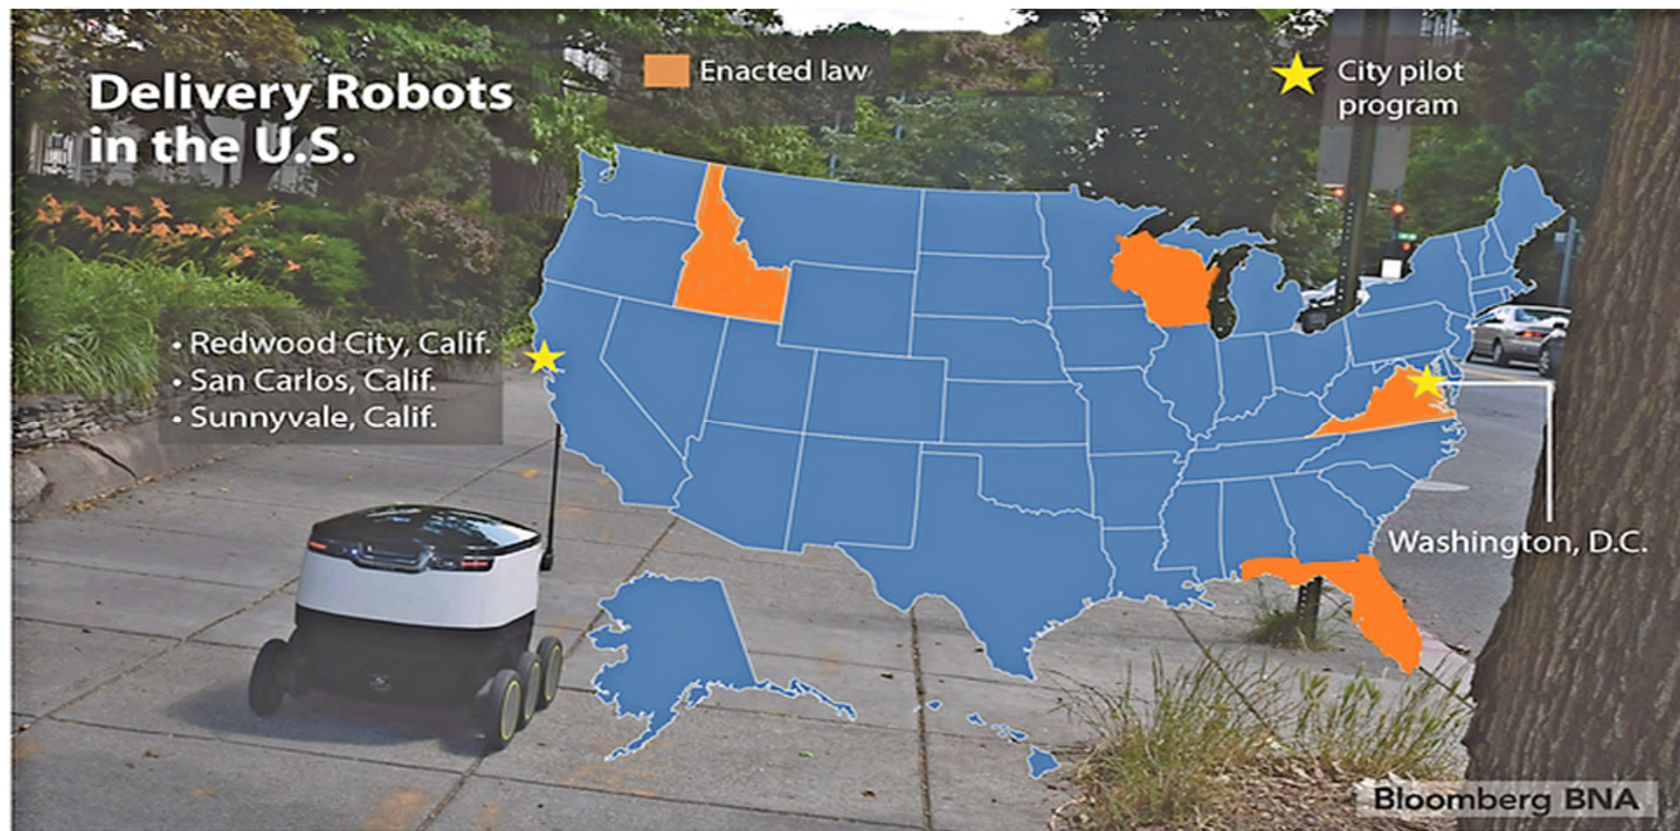 Delivery Robots
in the U.S.
Enacted law
City pilot
program
• Redwood City, Calif.
• San Carlos, Calif.
• Sunnyvale, Calif.
Washington, D.C.
Bloomberg BNA